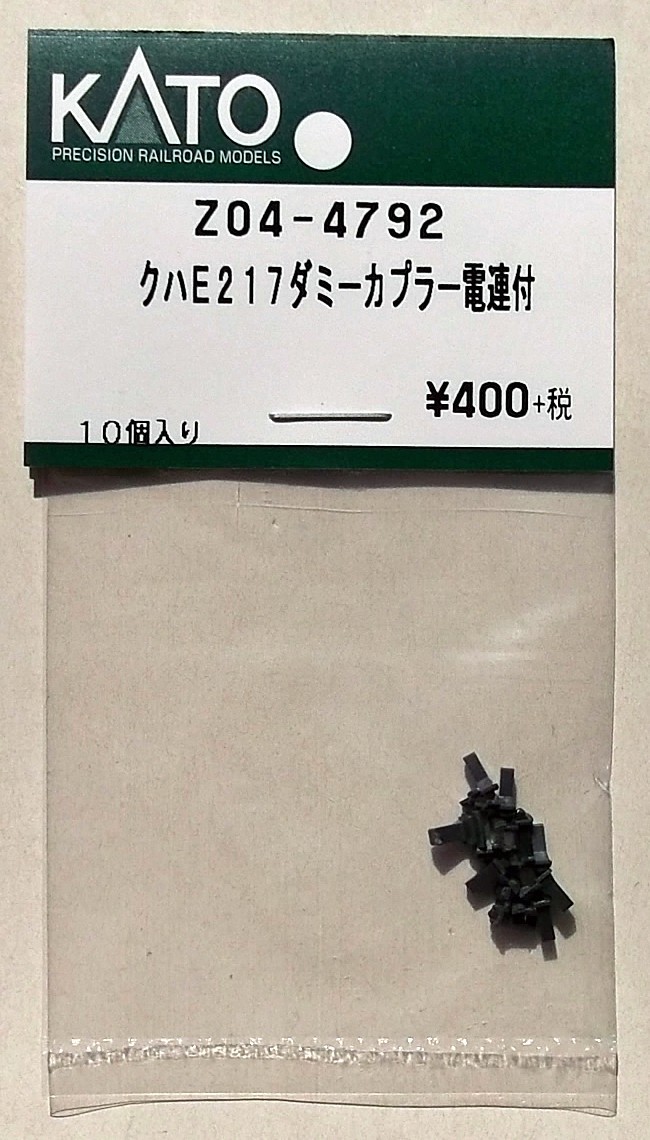 KATO
PRECISION RAILROAD MODELS
Z04-4792
クハE217ダミーカプラー電連付
¥400+税
10個入り